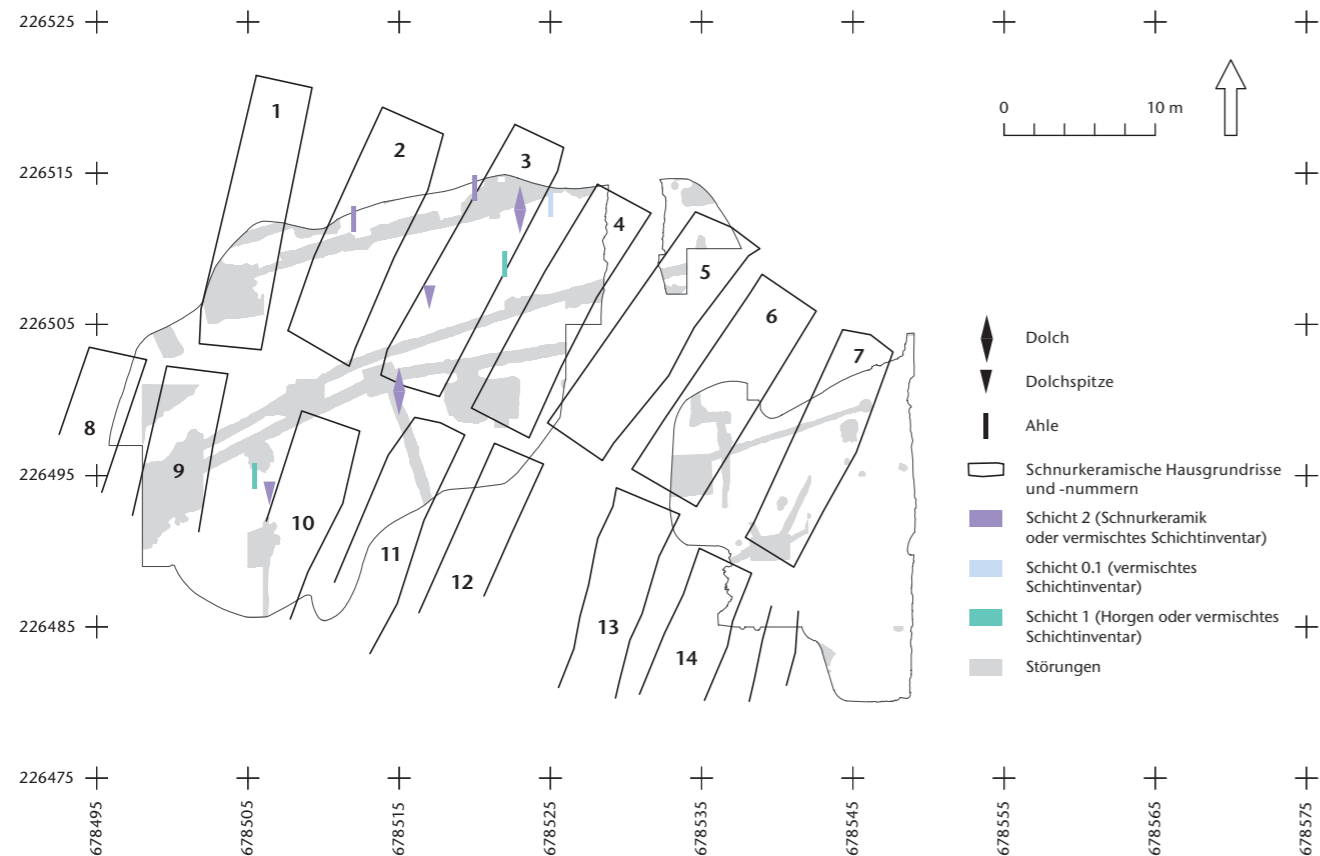 226525
226515
226505
226495
226485
226475
678495
678505
678515
678525
678535
678545
678555
678565
678575
1
2
3
4
5
6
7
8
9
10
11
12
13
14
0 10 m
Dolch
Dolchspitze
Ahle
Schnurkeramische Hausgrundrisse
und -nummern
Schicht 2 (Schnurkeramik
oder vermischtes Schichtinventar)
Schicht 0.1 (vermischtes
Schichtinventar)
Schicht 1 (Horgen oder vermischtes
Schichtinventar)
Störungen